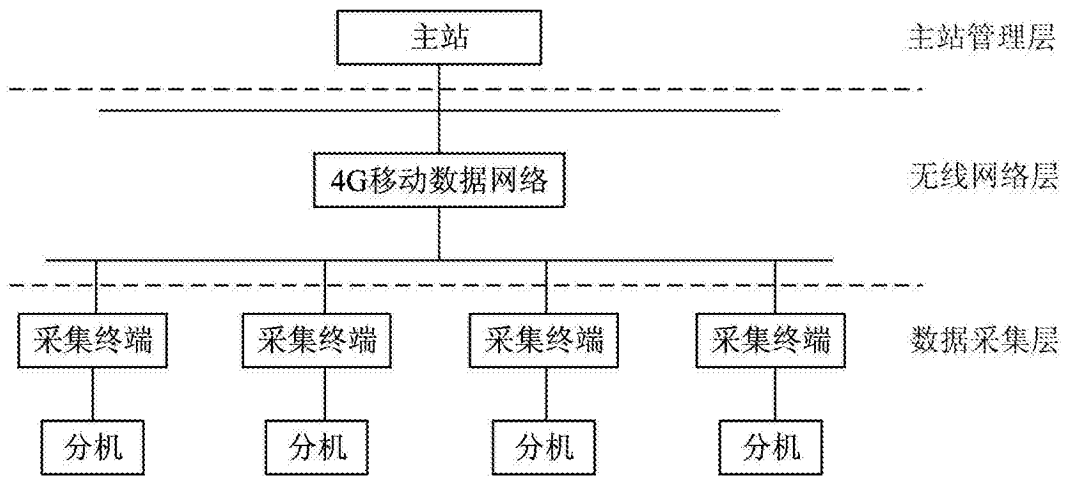 主站
主站管理层
4G移动数据网络
无线网络层
采集终端 采集终端 采集终端 采集终端
数据采集层
分机 分机 分机 分机